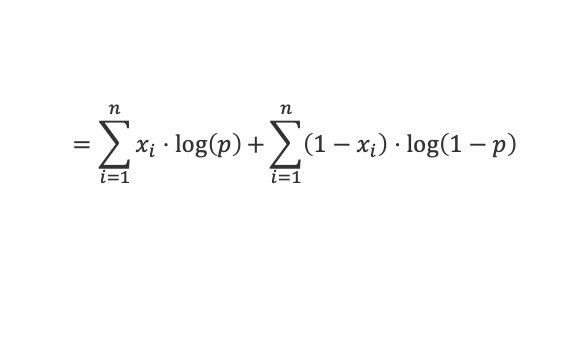 = ∑_{i=1}^{n} x_i · log(p) + ∑_{i=1}^{n} (1 − x_i) · log(1 − p)